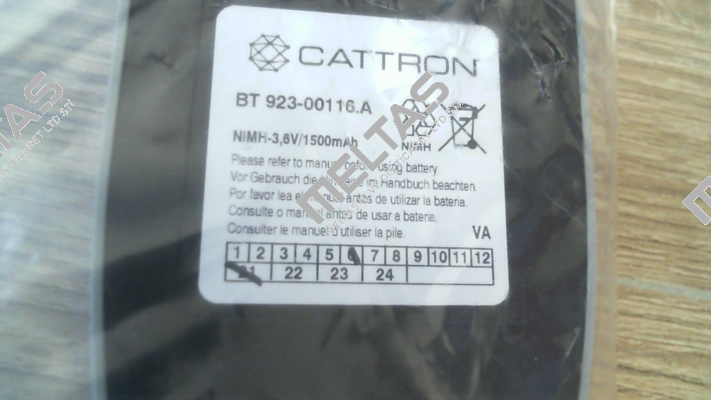 CATTRON
BT 923-00116.A
NiMH-3,6V/1500mAh
NiMH
Please refer to manual before using battery
Vor Gebrauch die Hinweise im Handbuch beachten.
Por favor lea el manual antes de utilizar la bateria.
Consulte o manual antes de usar a bateria.
Consulter le manuel d'utiliser la pile.
VA
1 2 3 4 5 6 7 8 9 10 11 12
21 22 23 24
MELTAS
MELTAS